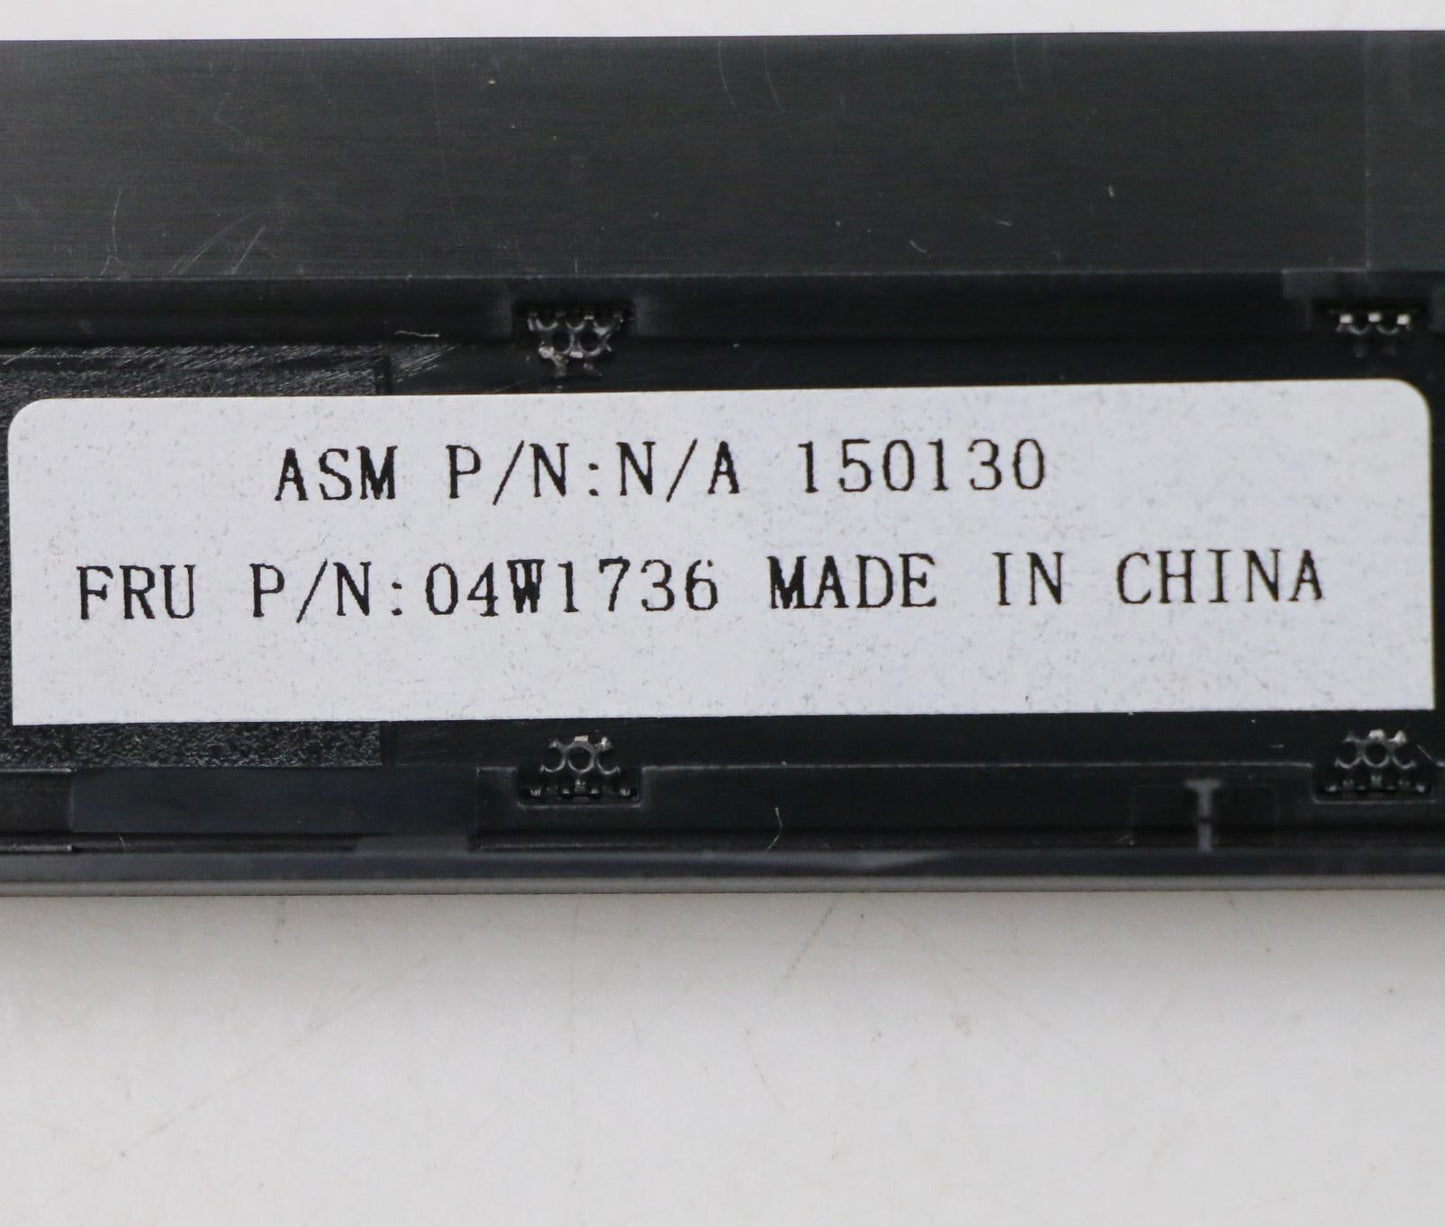 ASM P/N:N/A 150130
FRU P/N:04W1736 MADE IN CHINA